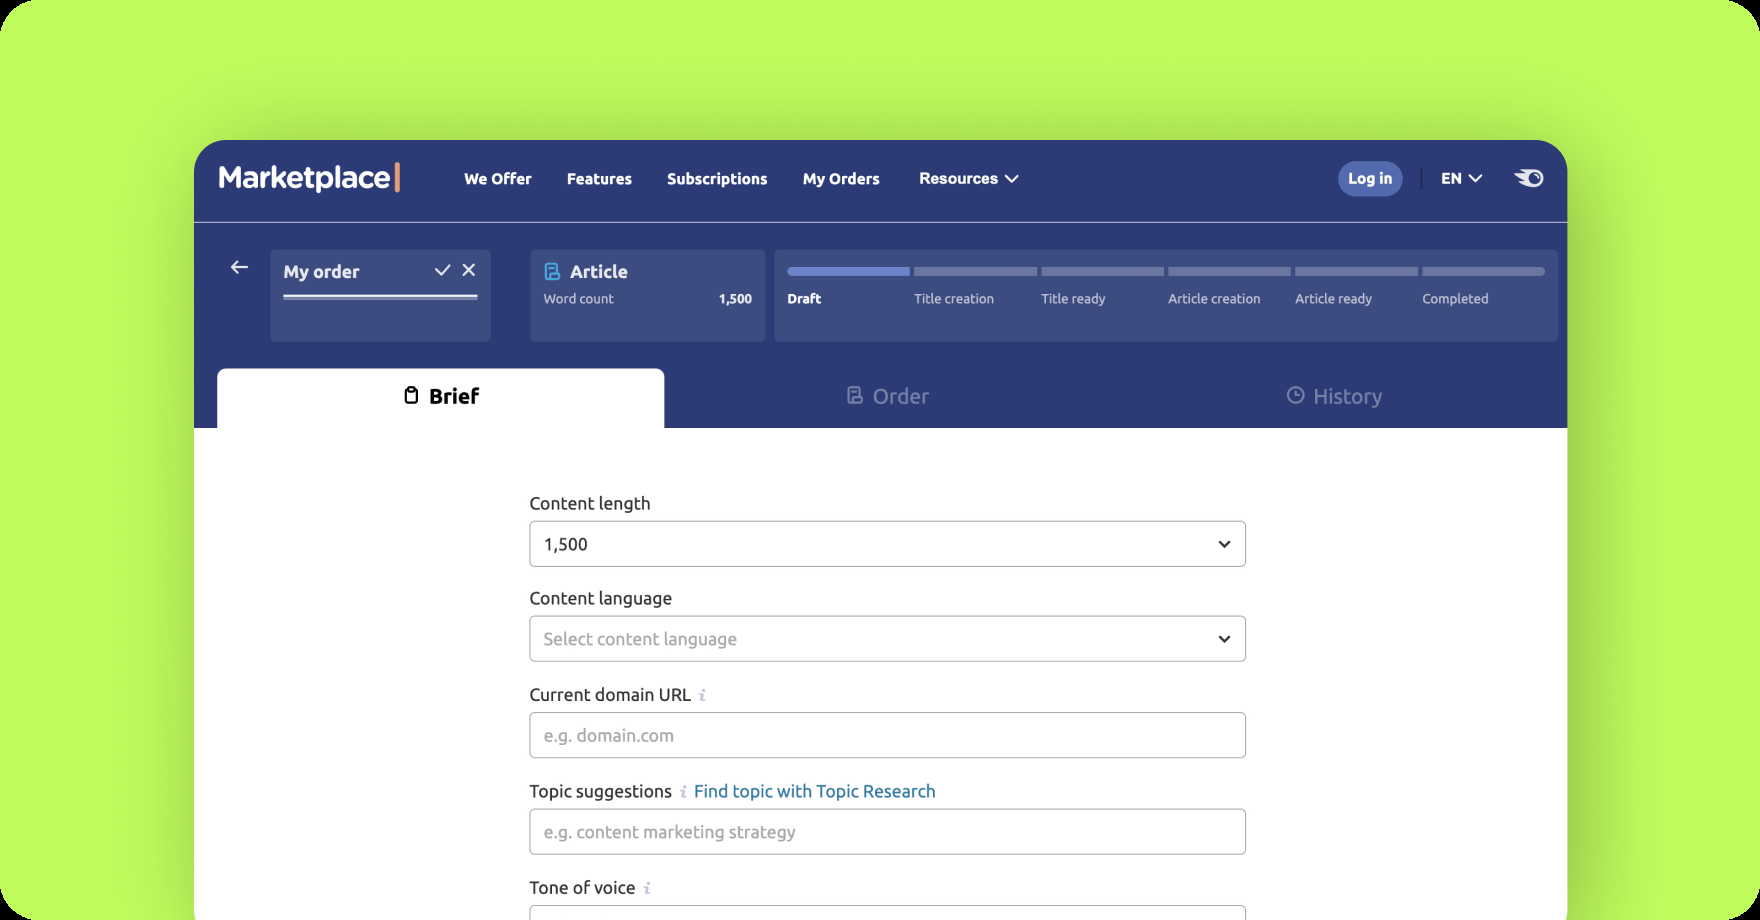 Marketplace We Offer Features Subscriptions My Orders Resources Log in EN
My order Article
Word count 1,500 Draft Title creation Title ready Article creation Article ready Completed
Brief Order History
Content length
1,500
Content language
Select content language
Current domain URL i
e.g. domain.com
Topic suggestions i Find topic with Topic Research
e.g. content marketing strategy
Tone of voice i